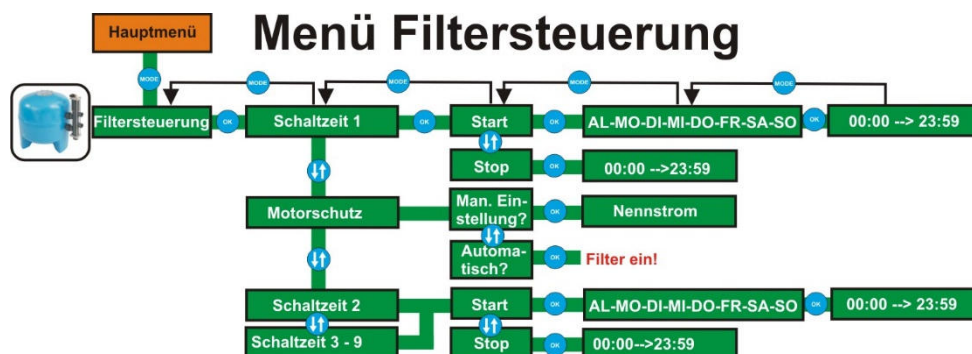 Hauptmenü
Menü Filtersteuerung
MODE
MODE
MODE
MODE
MODE
Filtersteuerung
OK
Schaltzeit 1
OK
Start
OK
AL-MO-DI-MI-DO-FR-SA-SO
OK
00:00 --> 23:59
Stop
OK
00:00 -->23:59
Motorschutz
Man. Ein-
stellung?
OK
Nennstrom
Automa-
tisch?
OK
Filter ein!
Schaltzeit 2
Start
OK
AL-MO-DI-MI-DO-FR-SA-SO
OK
00:00 --> 23:59
Schaltzeit 3 - 9
Stop
OK
00:00-->23:59